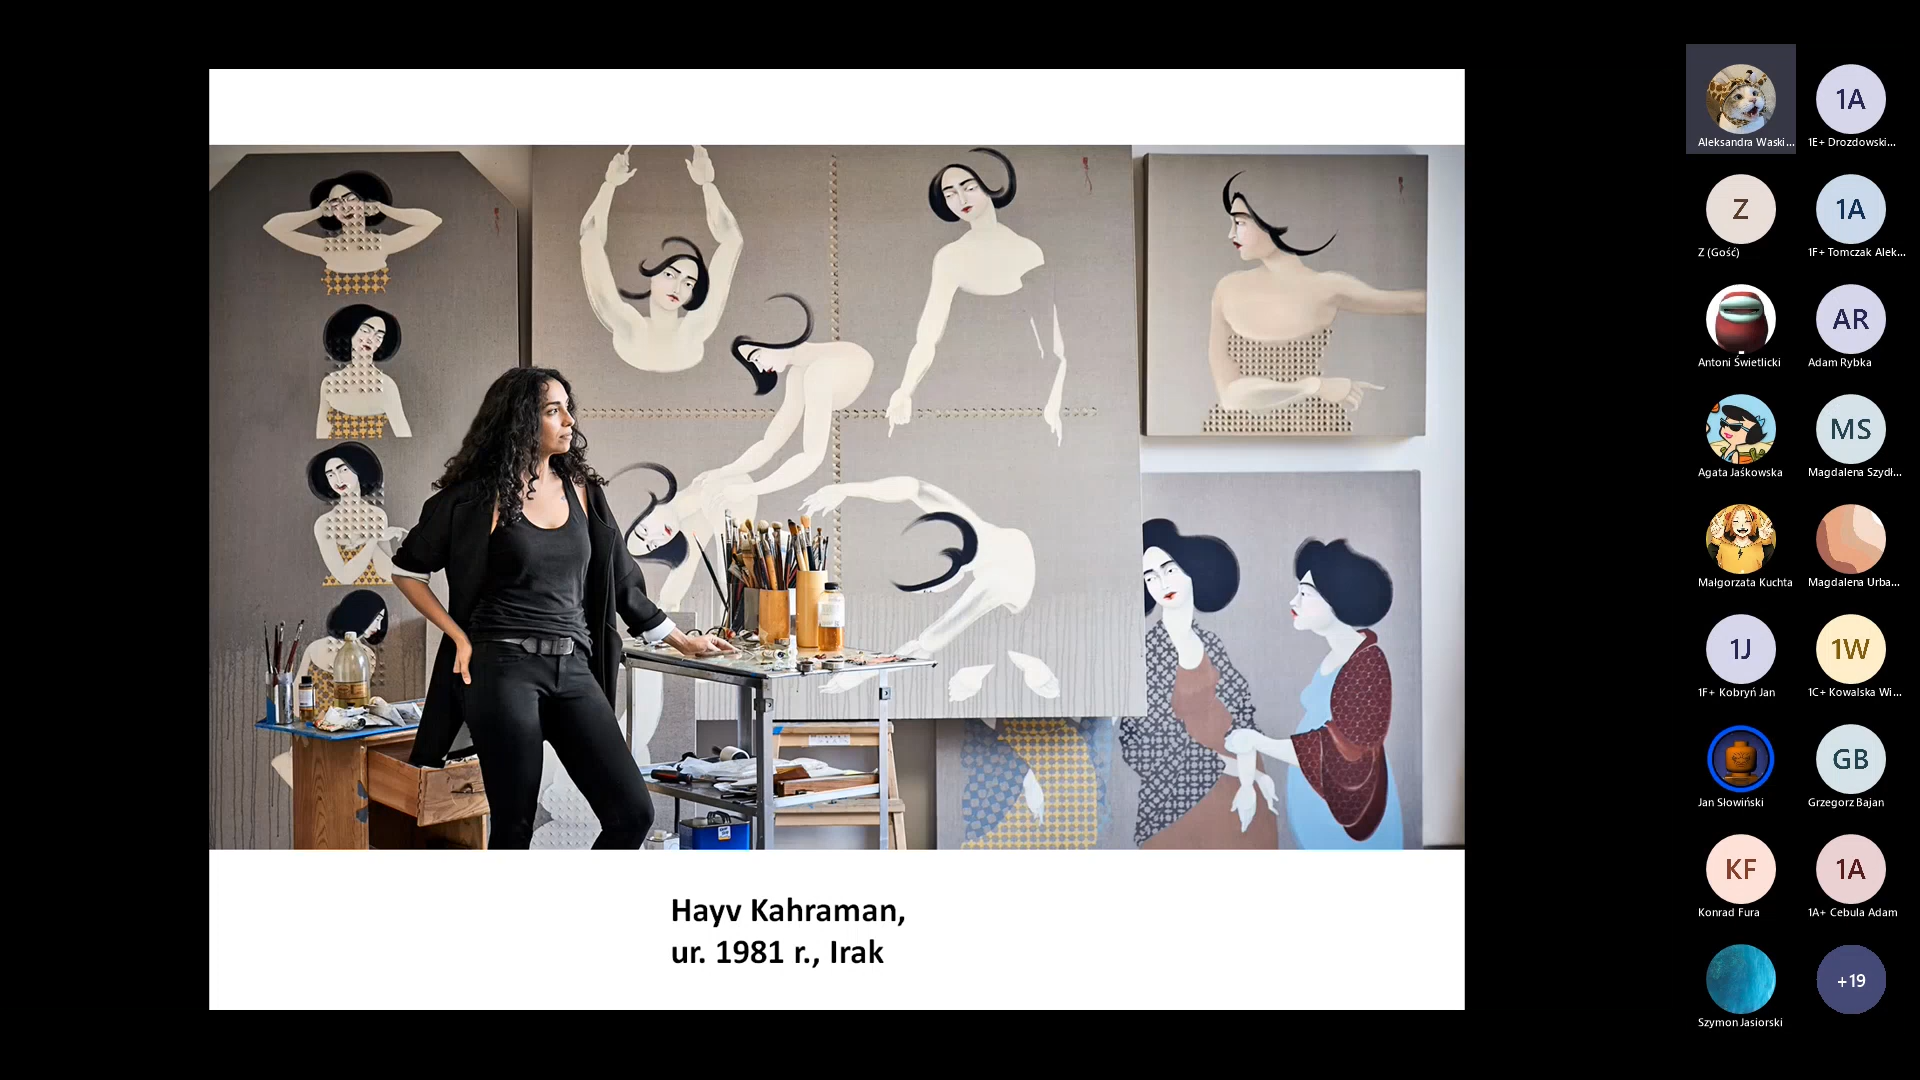 Hayv Kahraman,
ur. 1981 r., Irak
Aleksandra Waski...
1A
1E+ Drozdowski...
Z
Z (Gość)
1A
1F+ Tomczak Alek...
Antoni Świetlicki
AR
Adam Rybka
Agata Jaśkowska
MS
Magdalena Szydł...
Małgorzata Kuchta
Magdalena Urba...
1J
1F+ Kobryń Jan
1W
1C+ Kowalska Wi...
Jan Słowiński
GB
Grzegorz Bajan
KF
Konrad Fura
1A
1A+ Cebula Adam
Szymon Jasiorski
+19